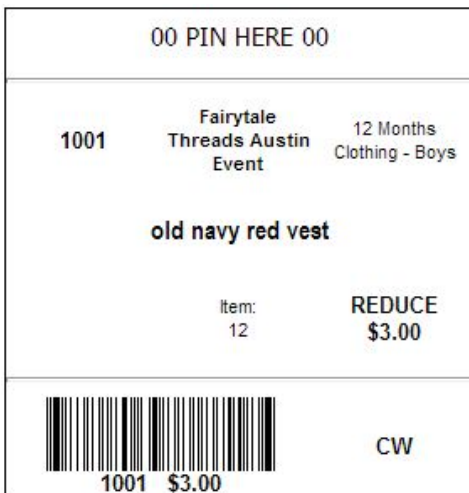 00 PIN HERE 00
1001
Fairytale
Threads Austin
Event
12 Months
Clothing - Boys
old navy red vest
Item:
12
REDUCE
$3.00
1001 $3.00
CW